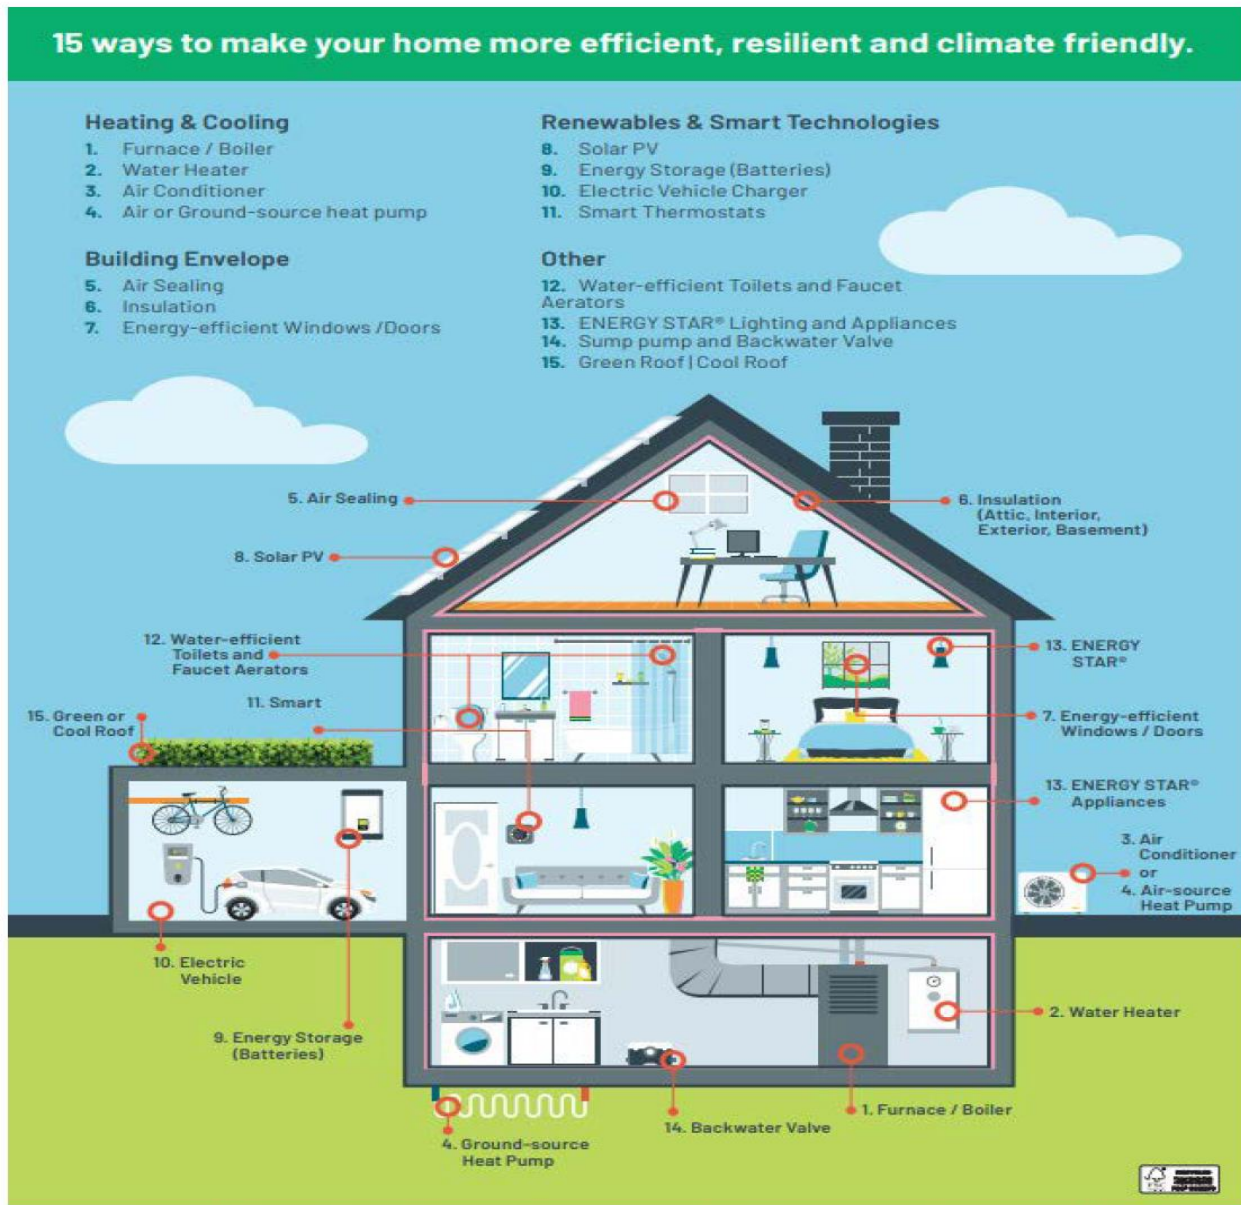 15 ways to make your home more efficient, resilient and climate friendly.
Heating & Cooling
1. Furnace / Boiler
2. Water Heater
3. Air Conditioner
4. Air or Ground-source heat pump
Building Envelope
5. Air Sealing
6. Insulation
7. Energy-efficient Windows /Doors
Renewables & Smart Technologies
8. Solar PV
9. Energy Storage (Batteries)
10. Electric Vehicle Charger
11. Smart Thermostats
Other
12. Water-efficient Toilets and Faucet
Aerators
13. ENERGY STAR® Lighting and Appliances
14. Sump pump and Backwater Valve
15. Green Roof | Cool Roof
5. Air Sealing
6. Insulation
(Attic, Interior,
Exterior, Basement)
8. Solar PV
12. Water-efficient
Toilets and
Faucet Aerators
13. ENERGY
STAR®
11. Smart
15. Green or
Cool Roof
7. Energy-efficient
Windows / Doors
13. ENERGY STAR®
Appliances
3. Air
Conditioner
or
4. Air-source
Heat Pump
10. Electric
Vehicle
9. Energy Storage
(Batteries)
2. Water Heater
1. Furnace / Boiler
14. Backwater Valve
4. Ground-source
Heat Pump